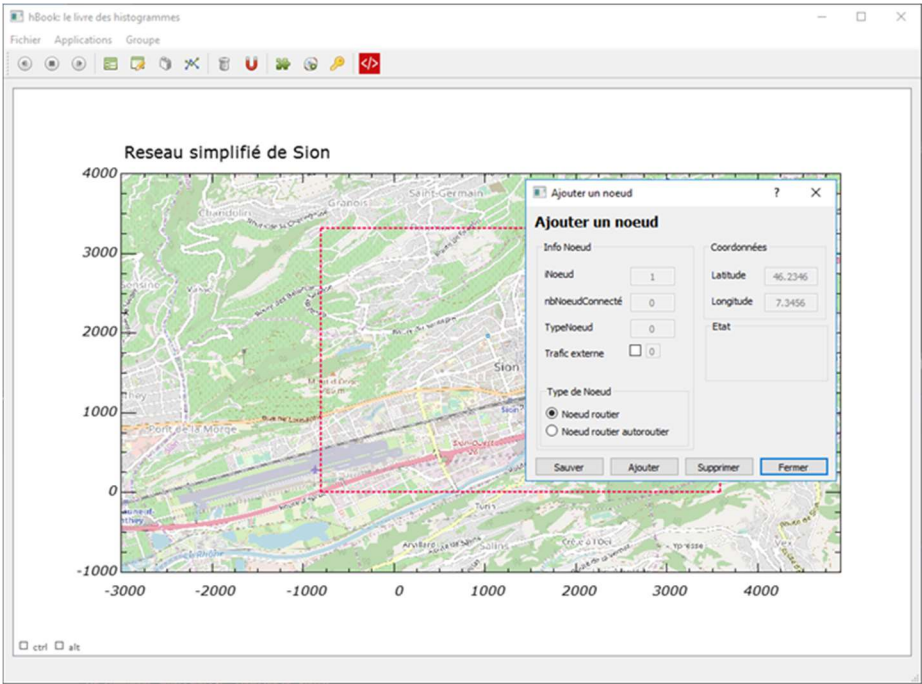 hBook: le livre des histogrammes
Fichier Applications Groupe
</>
Reseau simplifié de Sion
4000
3000
2000
1000
0
-1000
-3000 -2000 -1000 0 1000 2000 3000 4000
Saint-Germain
Granois
Chandolin
Sion
Sion
Pont de la Morge
Salins
Vex
Ajouter un noeud ?
Ajouter un noeud
Info Noeud
iNoeud 1
nbNoeudConnecté 0
TypeNoeud 0
Trafic externe 0
Type de Noeud
Noeud routier
Noeud routier autoroutier
Coordonnées
Latitude 46.2346
Longitude 7.3456
Etat
Sauver Ajouter Supprimer Fermer
ctrl alt